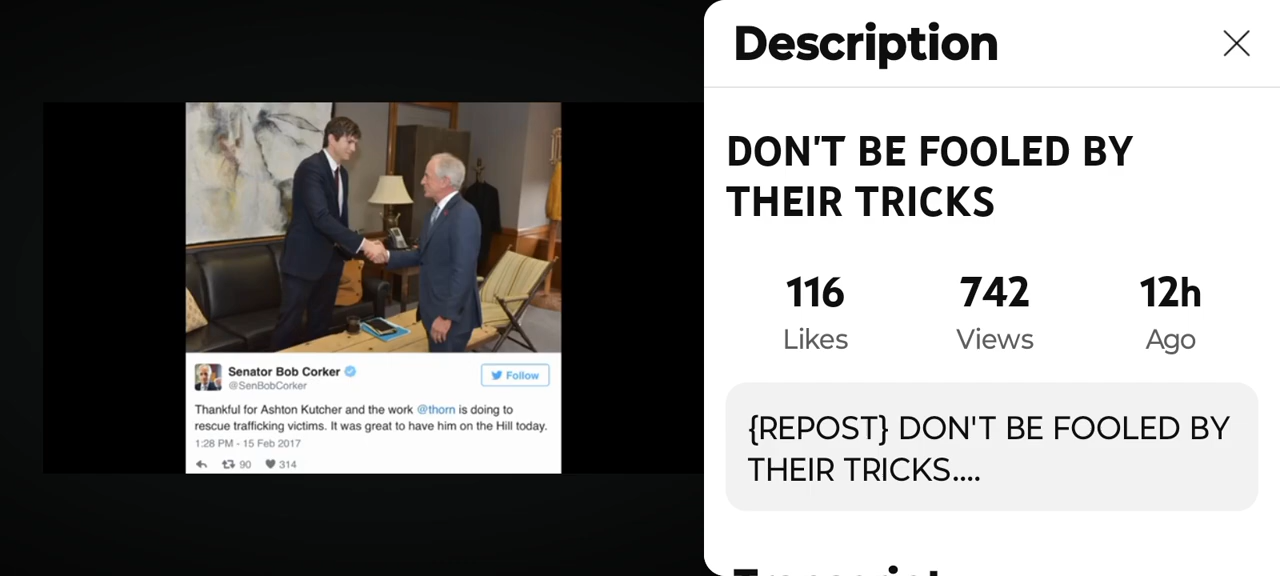 Senator Bob Corker
@SenBobCorker
Follow
Thankful for Ashton Kutcher and the work @thorn is doing to
rescue trafficking victims. It was great to have him on the Hill today.
1:28 PM - 15 Feb 2017
90 314
Description
DON'T BE FOOLED BY
THEIR TRICKS
116 742 12h
Likes Views Ago
{REPOST} DON'T BE FOOLED BY
THEIR TRICKS....